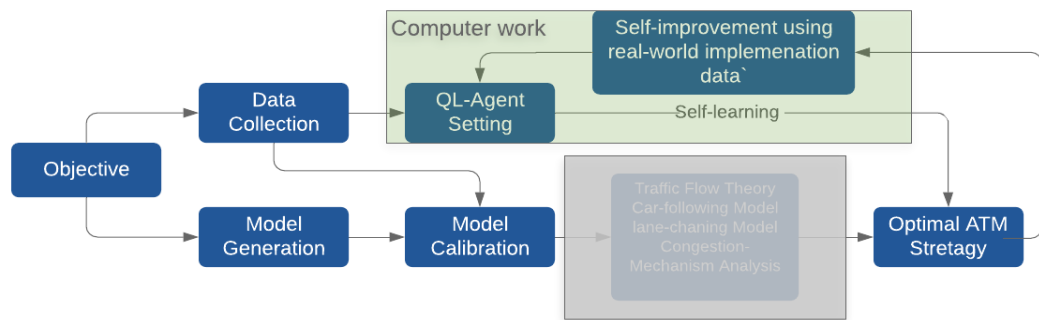 Computer work
Self-improvement using
real-world implemenation
data`
Data
Collection
QL-Agent
Setting
Self-learning
Objective
Traffic Flow Theory
Car-following Model
lane-chaning Model
Congestion-
Mechanism Analysis
Model
Generation
Model
Calibration
Optimal ATM
Stretagy